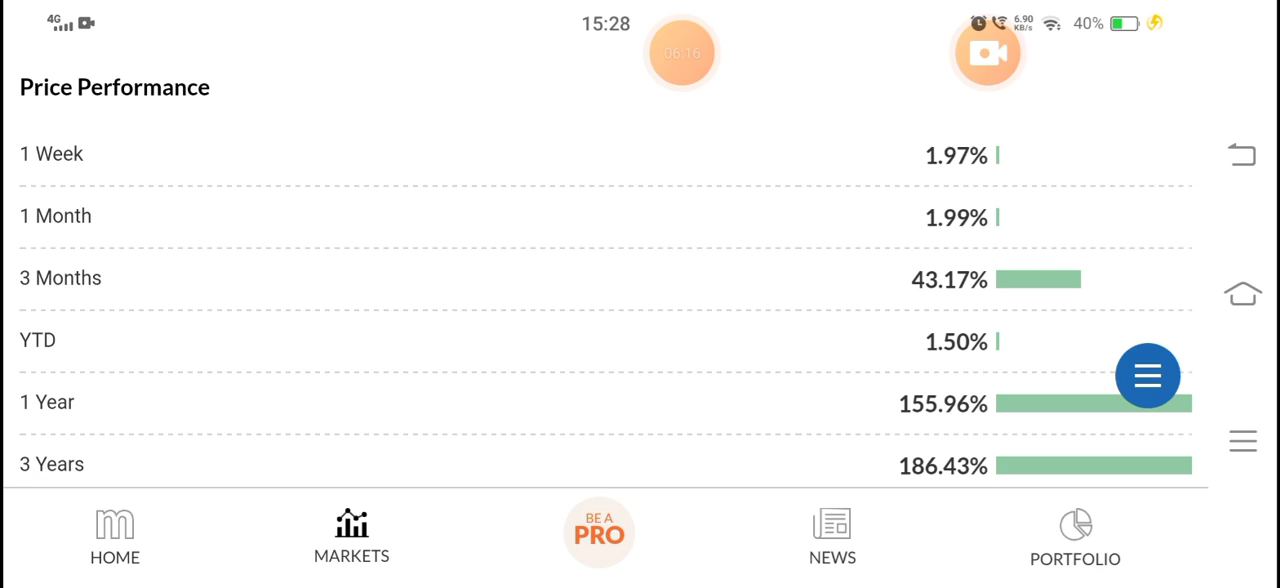 4G 15:28 6.90 KB/s 40%
06:16
Price Performance
1 Week 1.97%
1 Month 1.99%
3 Months 43.17%
YTD 1.50%
1 Year 155.96%
3 Years 186.43%
m
BE A
PRO
HOME MARKETS NEWS PORTFOLIO